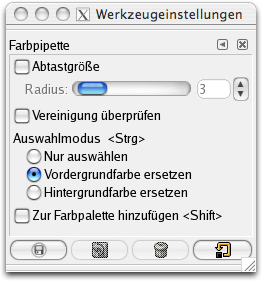 Werkzeugeinstellungen
Farbpipette
Abtastgröße
Radius: 3
Vereinigung überprüfen
Auswahlmodus <Strg>
Nur auswählen
Vordergrundfarbe ersetzen
Hintergrundfarbe ersetzen
Zur Farbpalette hinzufügen <Shift>